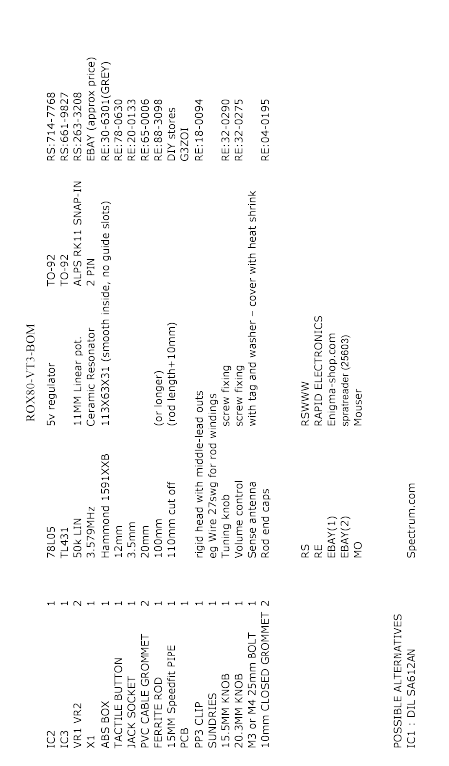 ROX80-VT3-BOM
IC2 1 78L05 5v regulator TO-92 RS:714-7768
IC3 1 TL431 TO-92 RS:661-9827
VR1 VR2 2 50k LIN 11MM Linear pot. ALPS RK11 SNAP-IN RS:263-3208
X1 1 3.579MHz Ceramic Resonator 2 PIN EBAY (approx price)
ABS BOX 1 Hammond 1591XXB 113X63X31 (smooth inside, no guide slots) RE:30-6301(GREY)
TACTILE BUTTON 1 12mm RE:78-0630
JACK SOCKET 1 3.5mm RE:20-0133
PVC CABLE GROMMET 2 20mm RE:65-0006
FERRITE ROD 1 100mm (or longer) RE:88-3098
15MM Speedfit PIPE 1 110mm cut off (rod length+10mm) DIY stores
PCB 1 G3ZOI
PP3 CLIP 1 rigid head with middle-lead outs RE:18-0094
SUNDRIES 1 eg Wire 27swg for rod windings
15.5MM KNOB 1 Tuning knob screw fixing RE:32-0290
20.3MM KNOB 1 Volume control screw fixing RE:32-0275
M3 or M4 25mm BOLT 1 Sense antenna with tag and washer – cover with heat shrink
10mm CLOSED GROMMET 2 Rod end caps RE:04-0195
RS RSWWW
RE RAPID ELECTRONICS
EBAY(1) Enigma-shop.com
EBAY(2) spratreader (25603)
MO Mouser
POSSIBLE ALTERNATIVES
IC1 : DIL SA612AN Spectrum.com